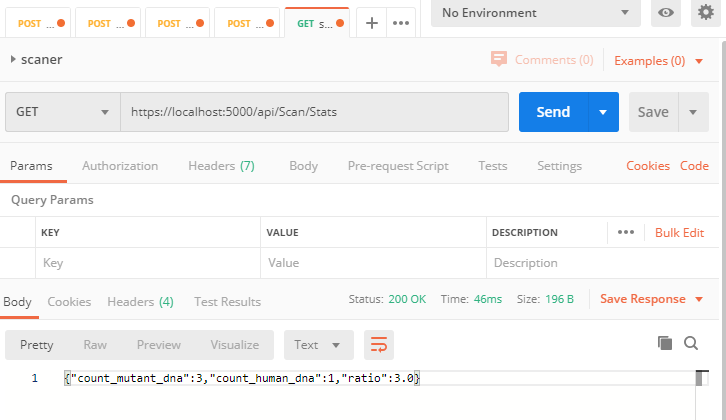 POST ... POST ... POST ... POST ... GET s... + ••• No Environment
scaner Comments (0) Examples (0)
GET https://localhost:5000/api/Scan/Stats Send Save
Params Authorization Headers (7) Body Pre-request Script Tests Settings Cookies Code
Query Params
KEY VALUE DESCRIPTION ••• Bulk Edit
Key Value Description
Body Cookies Headers (4) Test Results Status: 200 OK Time: 46ms Size: 196 B Save Response
Pretty Raw Preview Visualize Text
1 {"count_mutant_dna":3,"count_human_dna":1,"ratio":3.0}